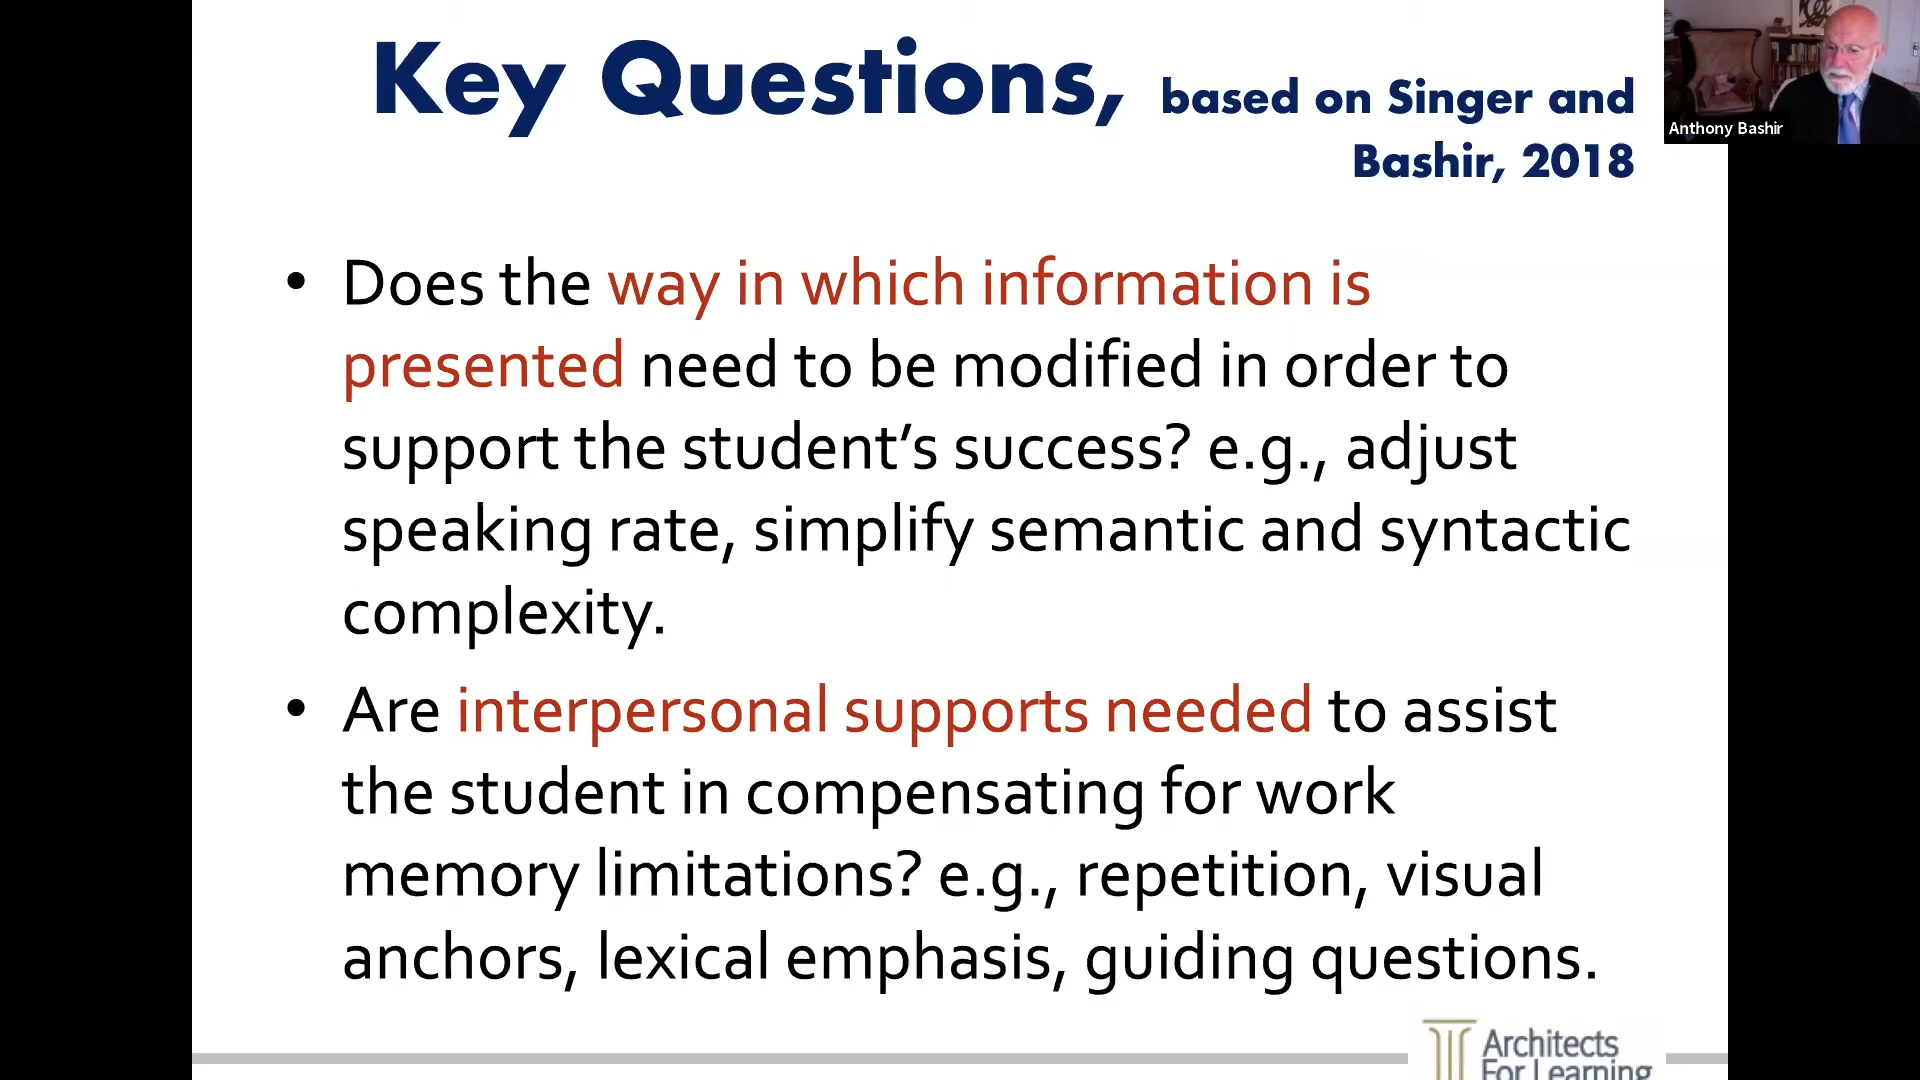 Key Questions, based on Singer and
Bashir, 2018
Anthony Bashir
• Does the way in which information is
presented need to be modified in order to
support the student’s success? e.g., adjust
speaking rate, simplify semantic and syntactic
complexity.
• Are interpersonal supports needed to assist
the student in compensating for work
memory limitations? e.g., repetition, visual
anchors, lexical emphasis, guiding questions.
Architects
For Learning